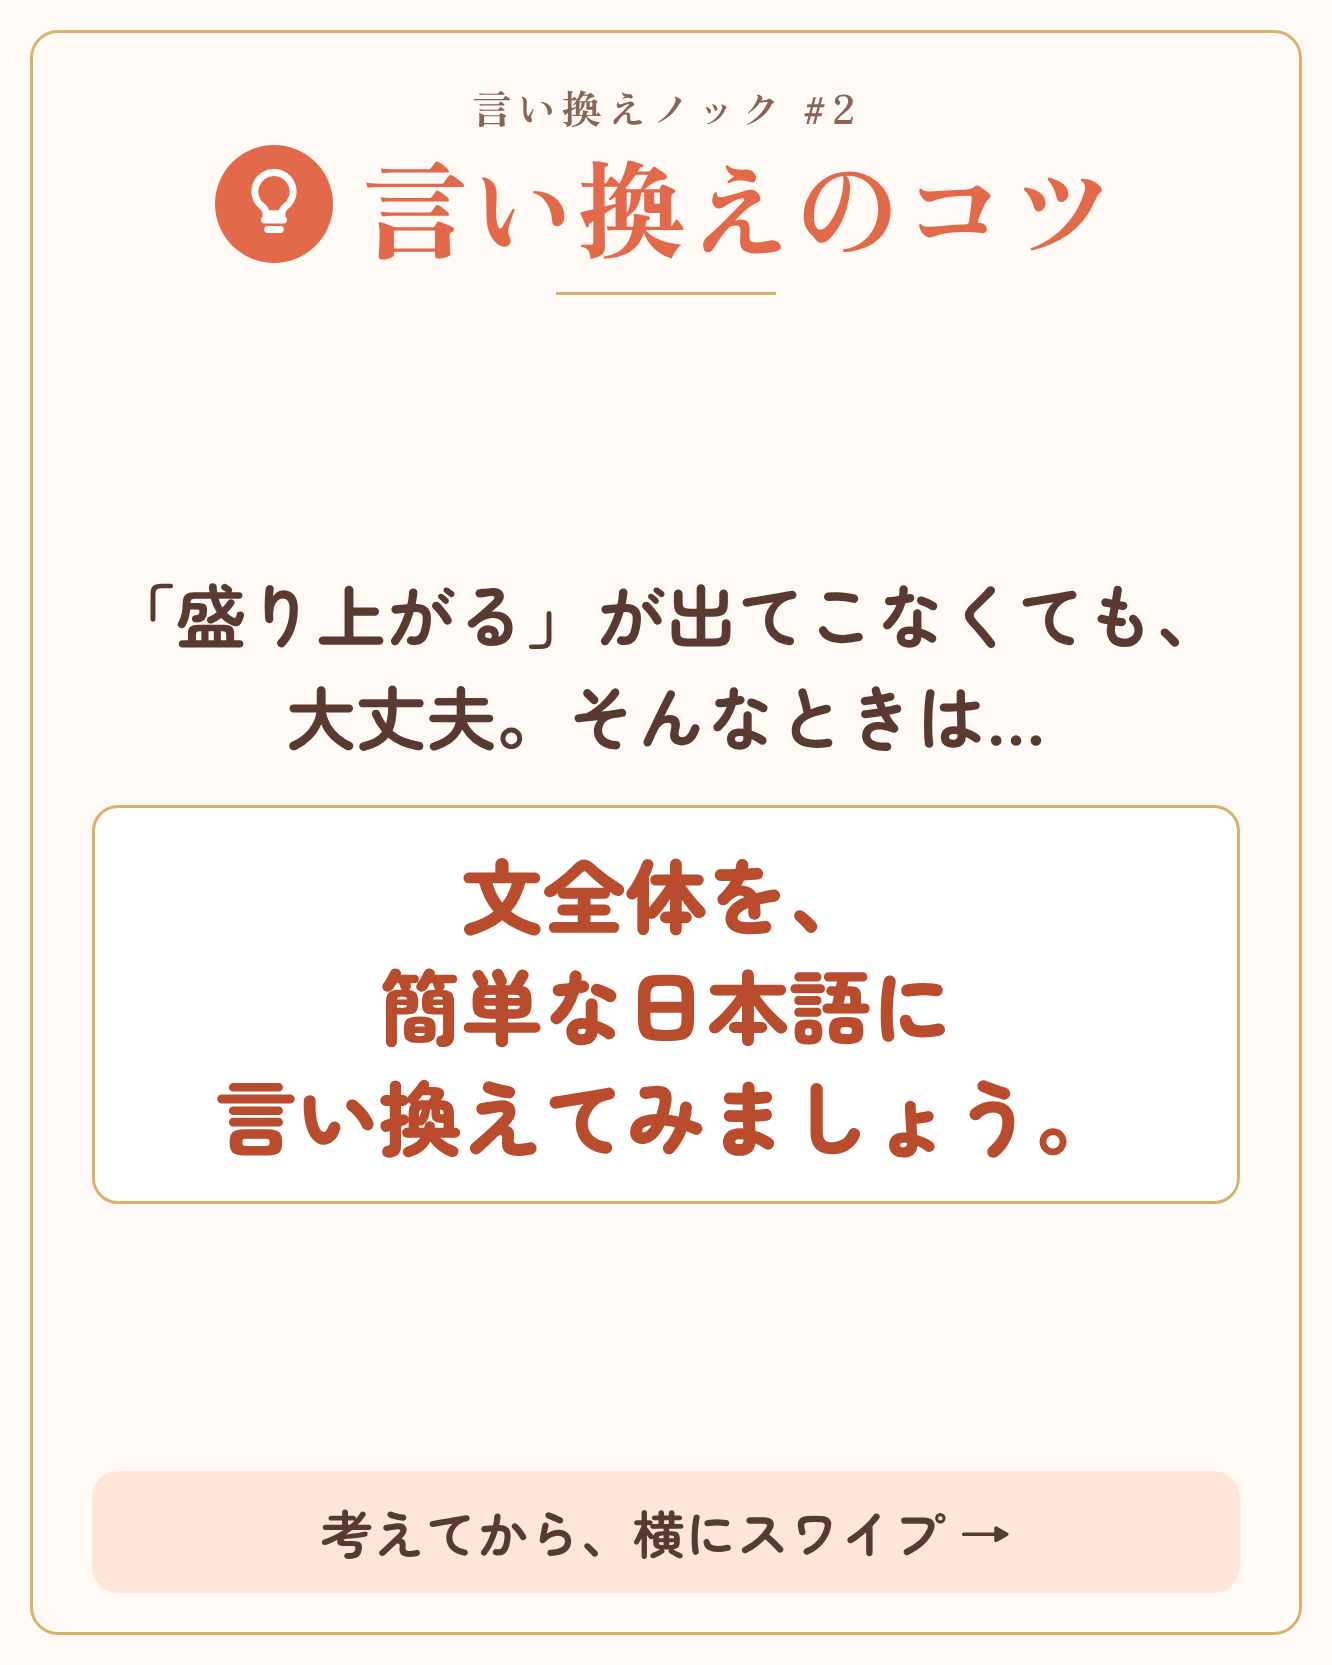 言い換えノック #2
言い換えのコツ
「盛り上がる」が出てこなくても、
大丈夫。そんなときは…
文全体を、
簡単な日本語に
言い換えてみましょう。
考えてから、横にスワイプ →